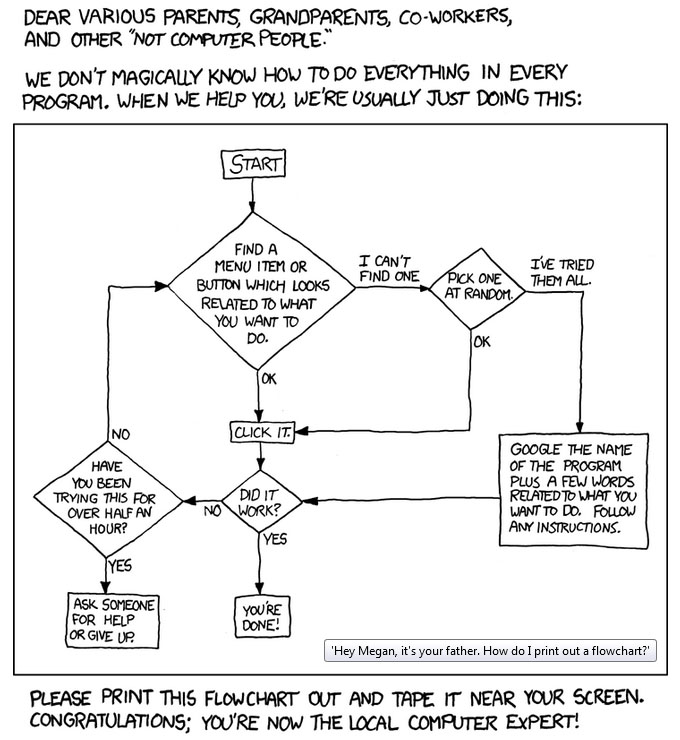 DEAR VARIOUS PARENTS, GRANDPARENTS, CO-WORKERS,
AND OTHER "NOT COMPUTER PEOPLE."
WE DON'T MAGICALLY KNOW HOW TO DO EVERYTHING IN EVERY
PROGRAM. WHEN WE HELP YOU, WE'RE USUALLY JUST DOING THIS:
START
FIND A
MENU ITEM OR
BUTTON WHICH LOOKS
RELATED TO WHAT
YOU WANT TO
DO.
I CAN'T
FIND ONE
PICK ONE
AT RANDOM.
I'VE TRIED
THEM ALL.
OK
OK
CLICK IT.
NO
HAVE
YOU BEEN
TRYING THIS FOR
OVER HALF AN
HOUR?
NO
DID IT
WORK?
GOOGLE THE NAME
OF THE PROGRAM
PLUS A FEW WORDS
RELATED TO WHAT YOU
WANT TO DO. FOLLOW
ANY INSTRUCTIONS.
YES
YES
ASK SOMEONE
FOR HELP
OR GIVE UP.
YOU'RE
DONE!
'Hey Megan, it's your father. How do I print out a flowchart?'
PLEASE PRINT THIS FLOWCHART OUT AND TAPE IT NEAR YOUR SCREEN.
CONGRATULATIONS; YOU'RE NOW THE LOCAL COMPUTER EXPERT!